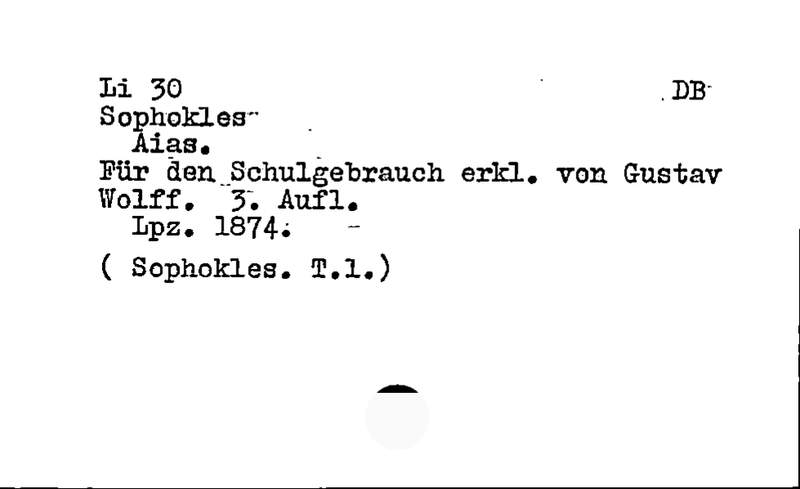 Li 30 DB
Sophokles
Aias.
Für den Schulgebrauch erkl. von Gustav
Wolff. 3. Aufl.
Lpz. 1874.
( Sophokles. T.1.)